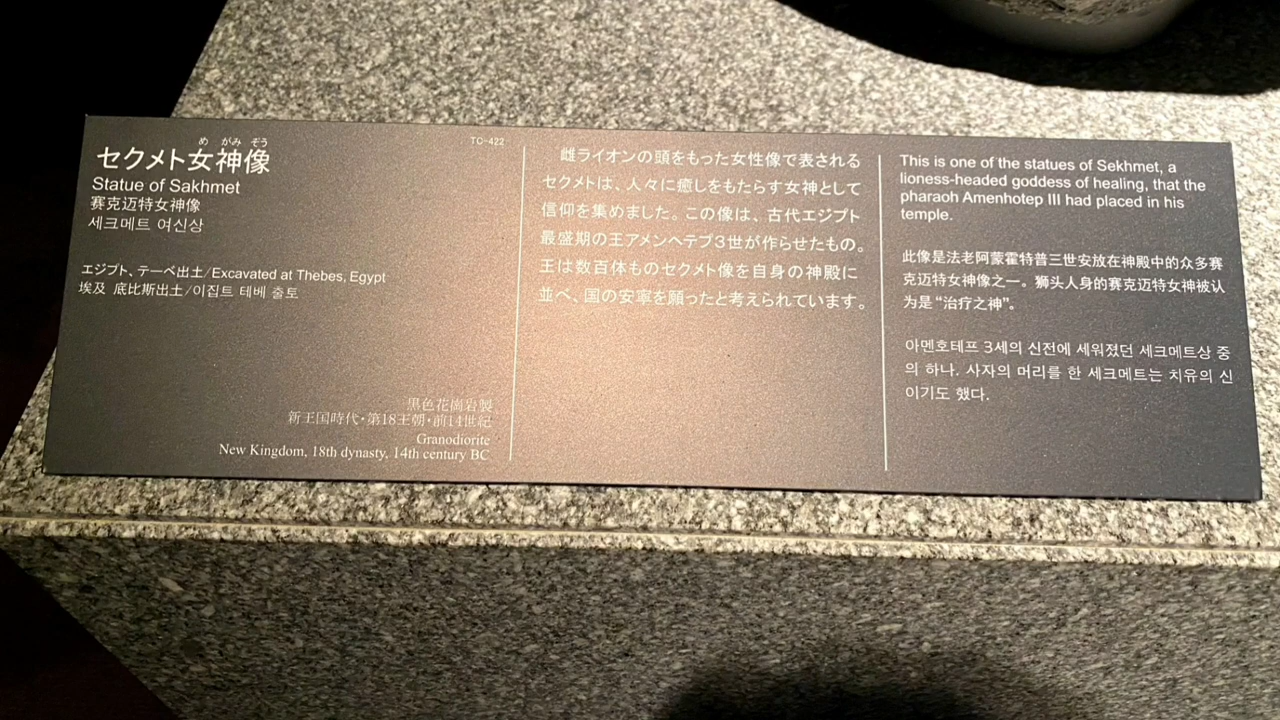 め がみ ぞう
セクメト女神像
TC-422
Statue of Sakhmet
赛克迈特女神像
세크메트 여신상
エジプト、テーベ出土/Excavated at Thebes, Egypt
埃及 底比斯出土/이집트 테베 출토
黒色花崗岩製
新王国時代・第18王朝・前14世紀
Granodiorite
New Kingdom, 18th dynasty, 14th century BC
雌ライオンの頭をもった女性像で表される
セクメトは、人々に癒しをもたらす女神として
信仰を集めました。この像は、古代エジプト
最盛期の王アメンヘテプ3世が作らせたもの。
王は数百体ものセクメト像を自身の神殿に
並べ、国の安寧を願ったと考えられています。
This is one of the statues of Sekhmet, a
lioness-headed goddess of healing, that the
pharaoh Amenhotep III had placed in his
temple.
此像是法老阿蒙霍特普三世安放在神殿中的众多赛
克迈特女神像之一。狮头人身的赛克迈特女神被认
为是“治疗之神”。
아멘호테프 3세의 신전에 세워졌던 세크메트상 중
의 하나. 사자의 머리를 한 세크메트는 치유의 신
이기도 했다.